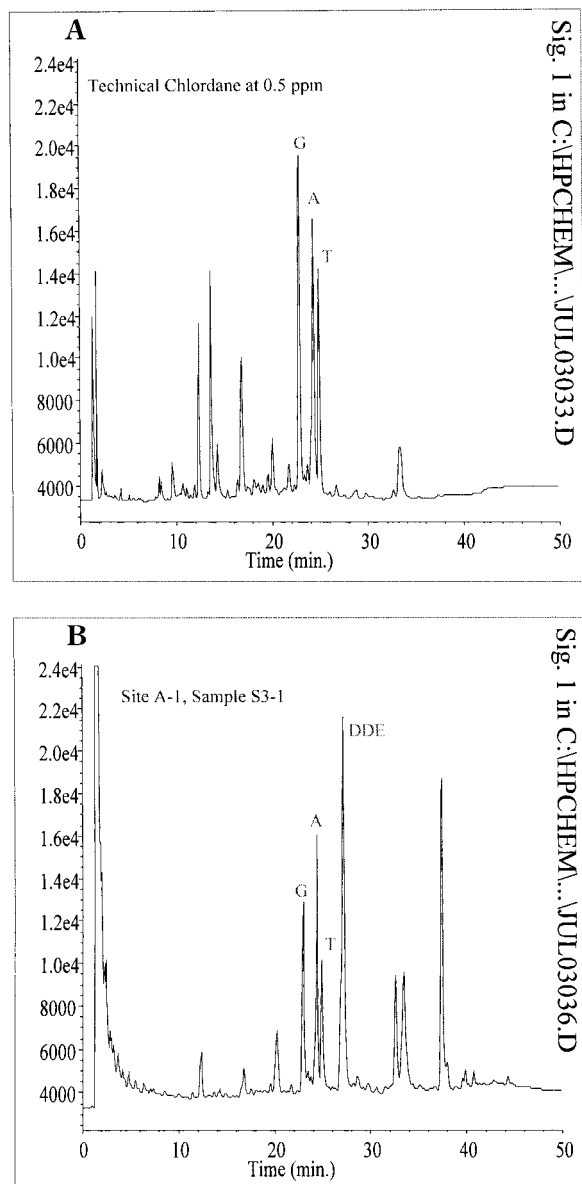 A
2.4e4
2.2e4
2.0e4
1.8e4
1.6e4
1.4e4
1.2e4
1.0e4
8000
6000
4000
Technical Chlordane at 0.5 ppm
G
A
T
0 10 20 30 40 50
Time (min.)
Sig. 1 in C:\HPCHEM\...\JUL03033.D
B
2.4e4
2.2e4
2.0e4
1.8e4
1.6e4
1.4e4
1.2e4
1.0e4
8000
6000
4000
Site A-1, Sample S3-1
DDE
A
G
T
0 10 20 30 40 50
Time (min.)
Sig. 1 in C:\HPCHEM\...\JUL03036.D